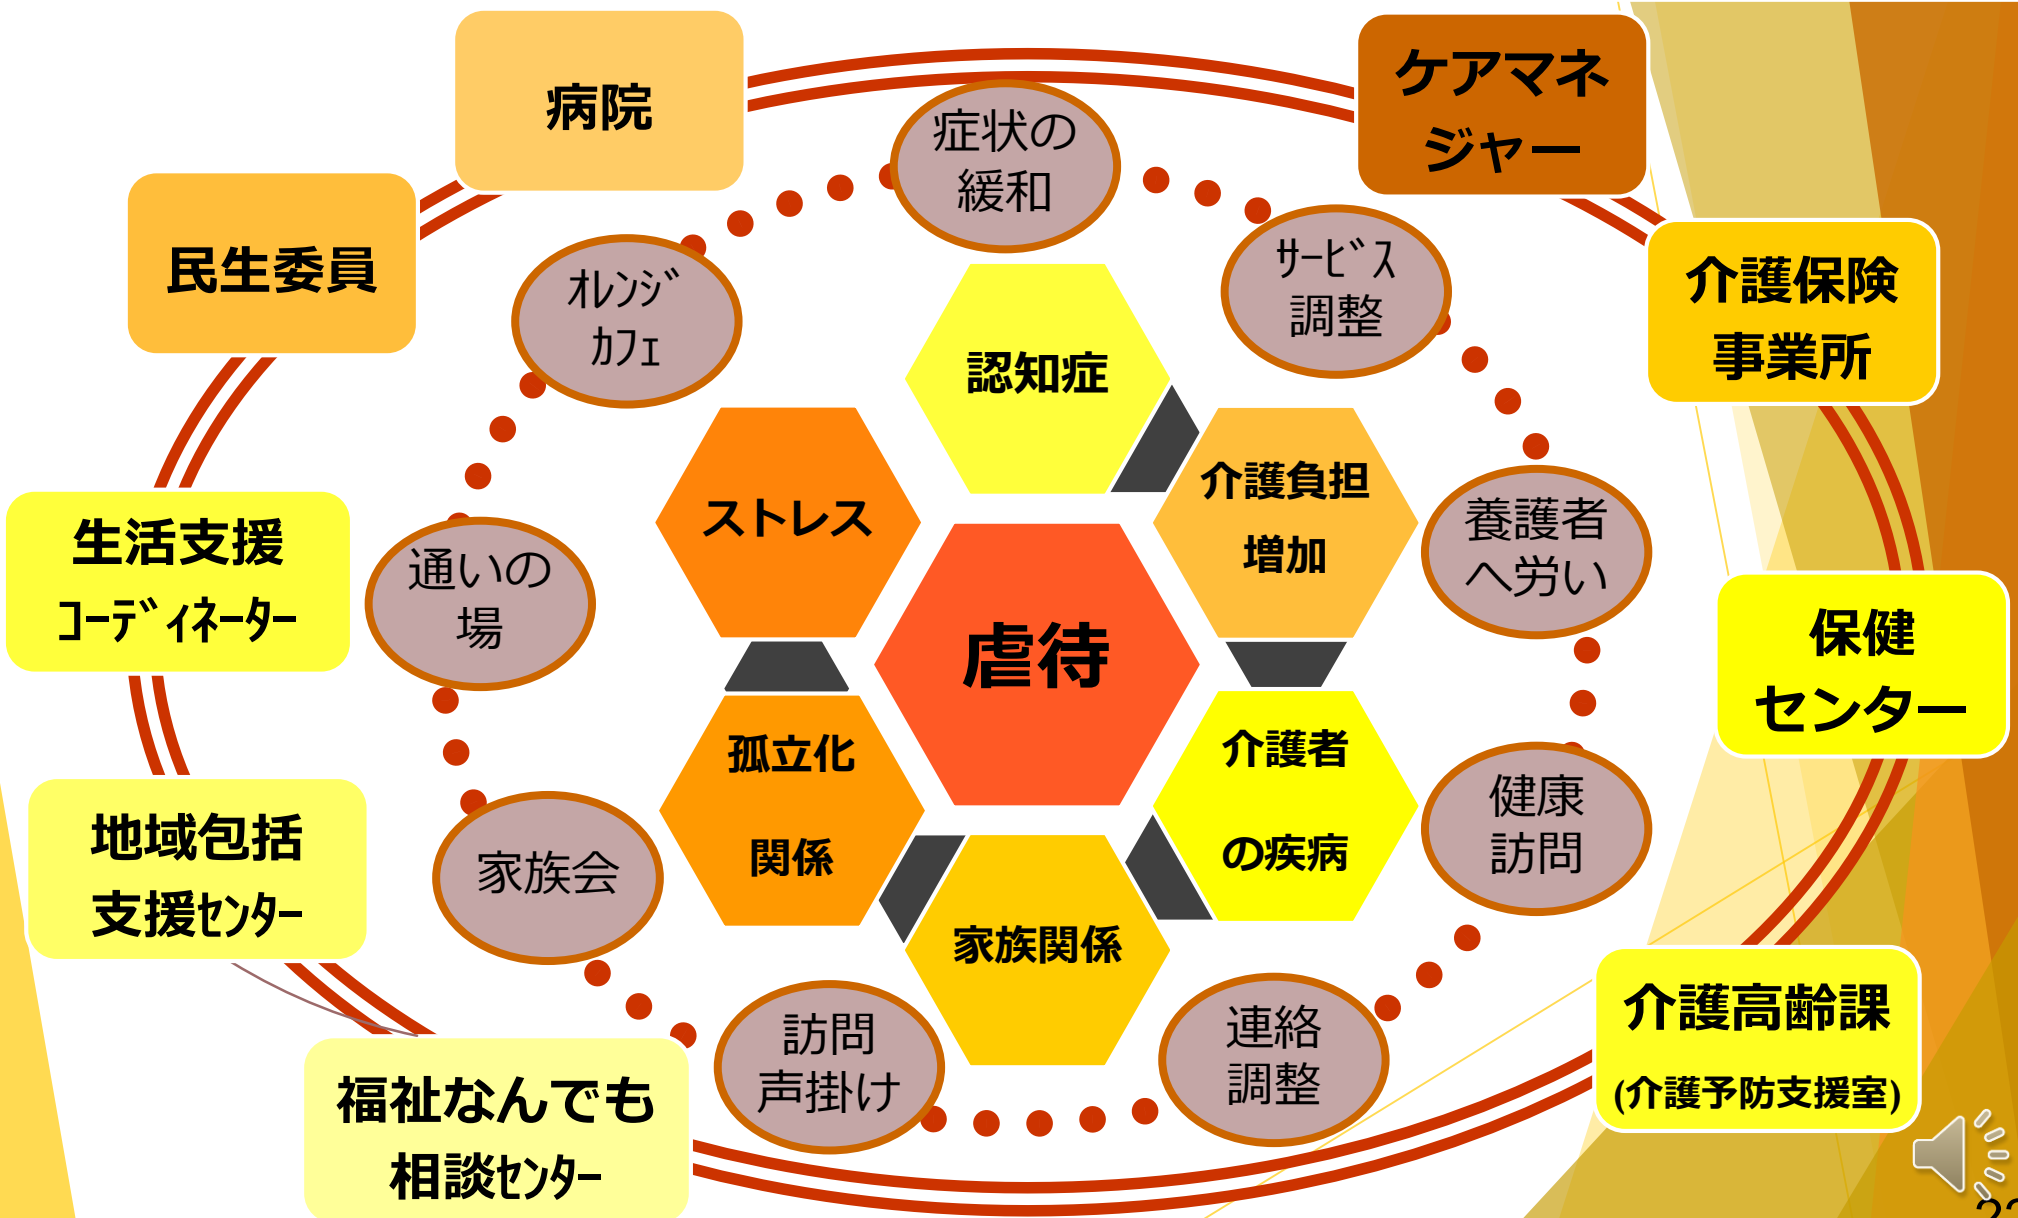 病院
ケアマネ
ジャー
民生委員
症状の
緩和
ｵﾚﾝｼﾞ
ｶﾌｪ
ｻｰﾋﾞｽ
調整
介護保険
事業所
認知症
ストレス
介護負担
増加
養護者
へ労い
生活支援
ｺｰﾃﾞｨﾈｰﾀｰ
通いの
場
虐待
保健
センター
孤立化
関係
介護者
の疾病
健康
訪問
地域包括
支援ｾﾝﾀｰ
家族会
家族関係
訪問
声掛け
連絡
調整
介護高齢課
(介護予防支援室)
福祉なんでも
相談ｾﾝﾀｰ